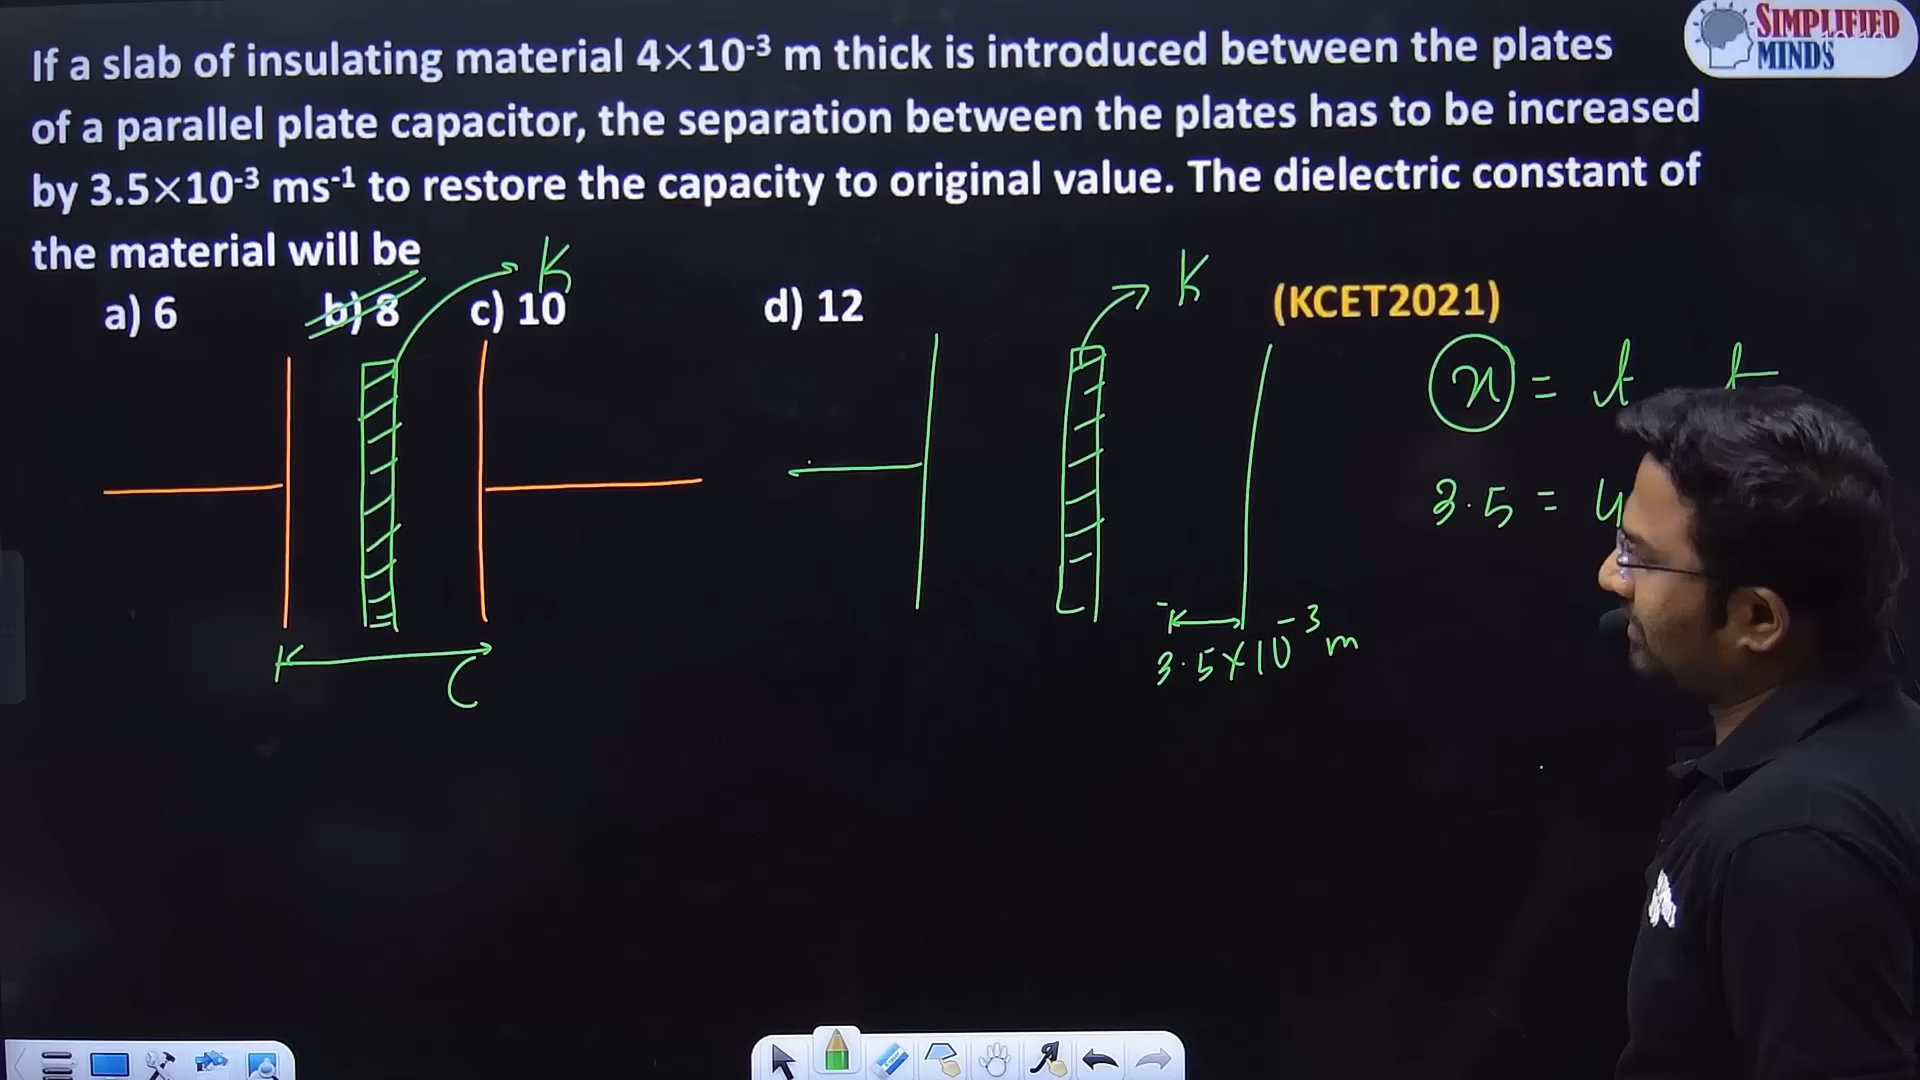 If a slab of insulating material 4×10⁻³ m thick is introduced between the plates
of a parallel plate capacitor, the separation between the plates has to be increased
by 3.5×10⁻³ ms⁻¹ to restore the capacity to original value. The dielectric constant of
the material will be
a) 6 b) 8 c) 10 d) 12 (KCET2021)
SIMPLIFIED
MINDS
K
K
x = t t
3.5 = 4
C
3.5×10⁻³ m